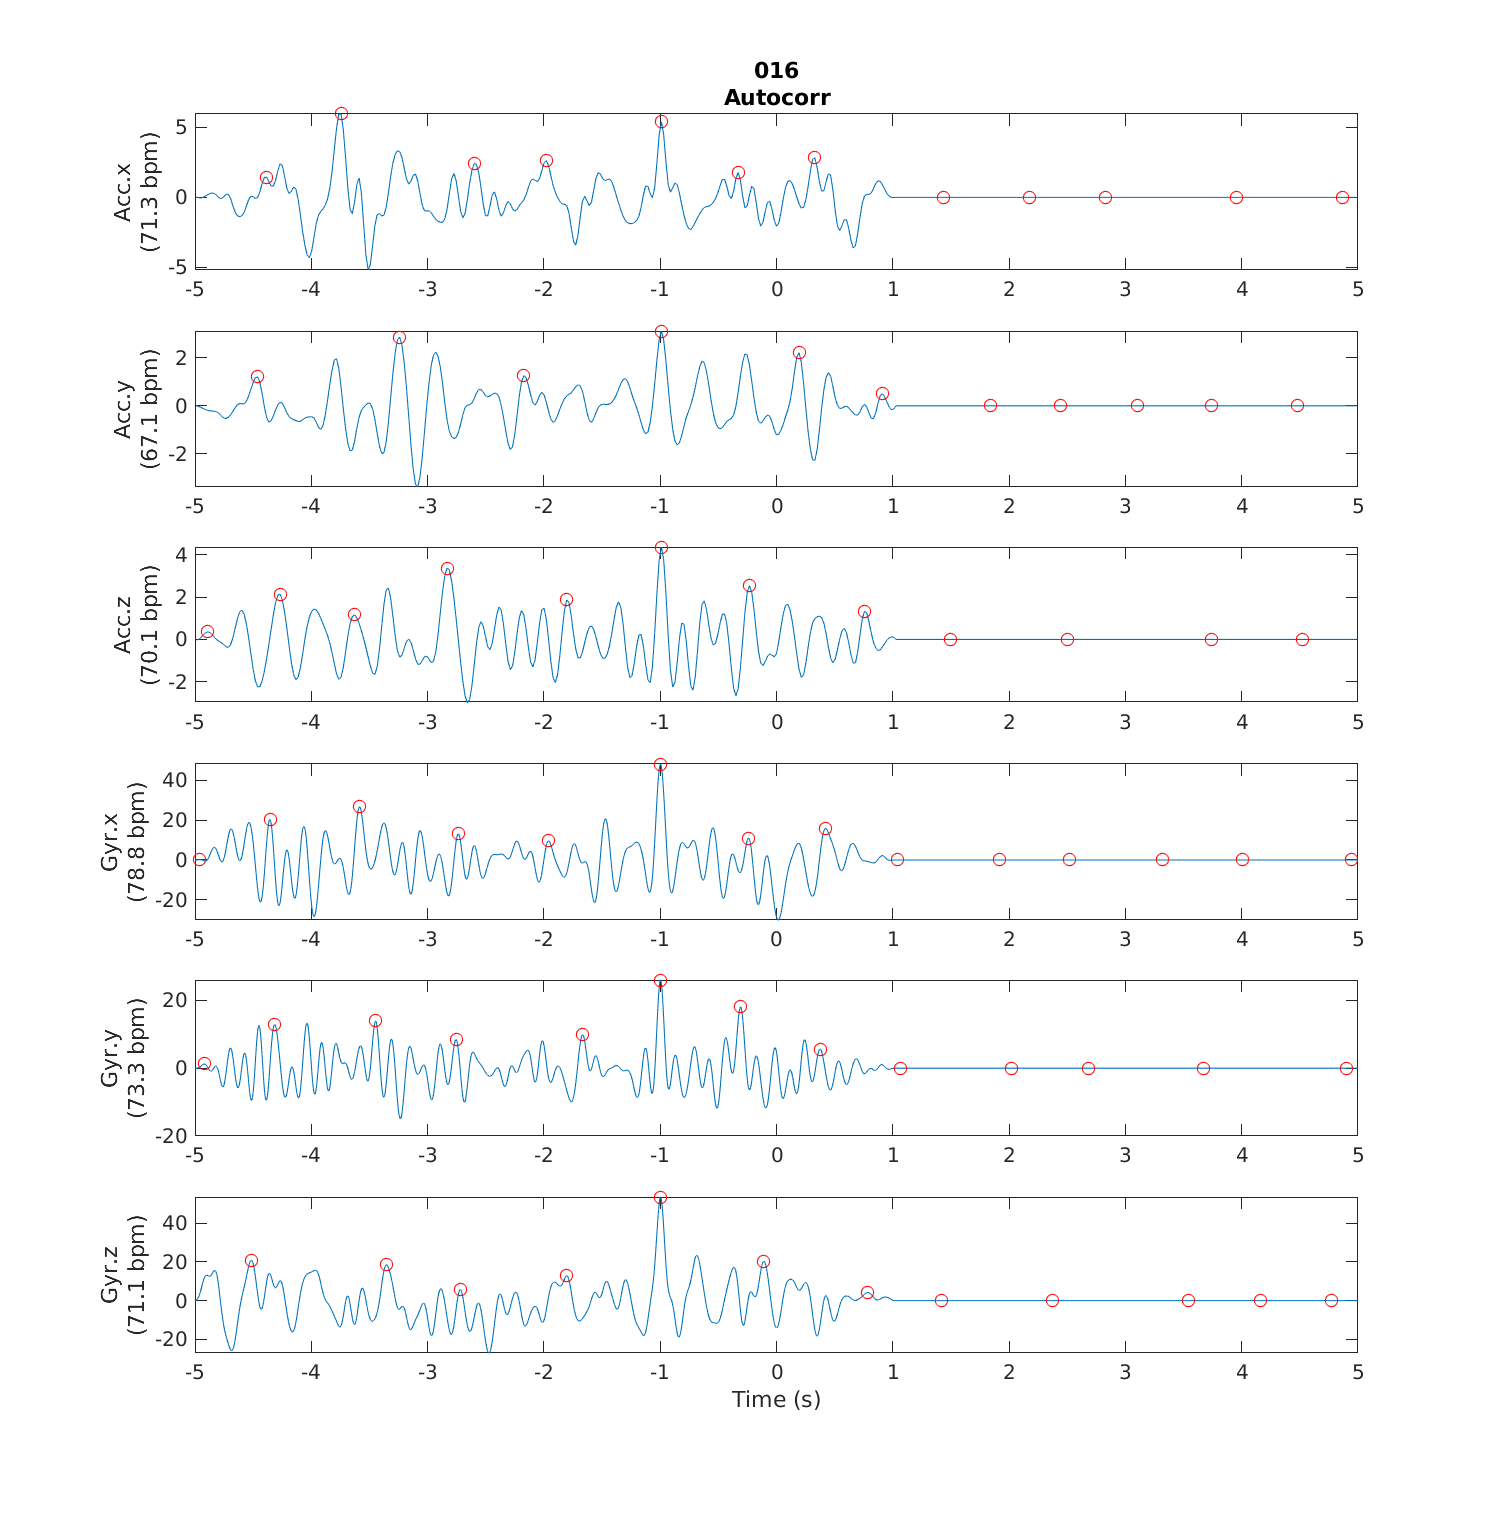 016
Autocorr
Acc.x
(71.3 bpm)
5
0
-5
-5 -4 -3 -2 -1 0 1 2 3 4 5
Acc.y
(67.1 bpm)
2
0
-2
-5 -4 -3 -2 -1 0 1 2 3 4 5
Acc.z
(70.1 bpm)
4
2
0
-2
-5 -4 -3 -2 -1 0 1 2 3 4 5
Gyr.x
(78.8 bpm)
40
20
0
-20
-5 -4 -3 -2 -1 0 1 2 3 4 5
Gyr.y
(73.3 bpm)
20
0
-20
-5 -4 -3 -2 -1 0 1 2 3 4 5
Gyr.z
(71.1 bpm)
40
20
0
-20
-5 -4 -3 -2 -1 0 1 2 3 4 5
Time (s)